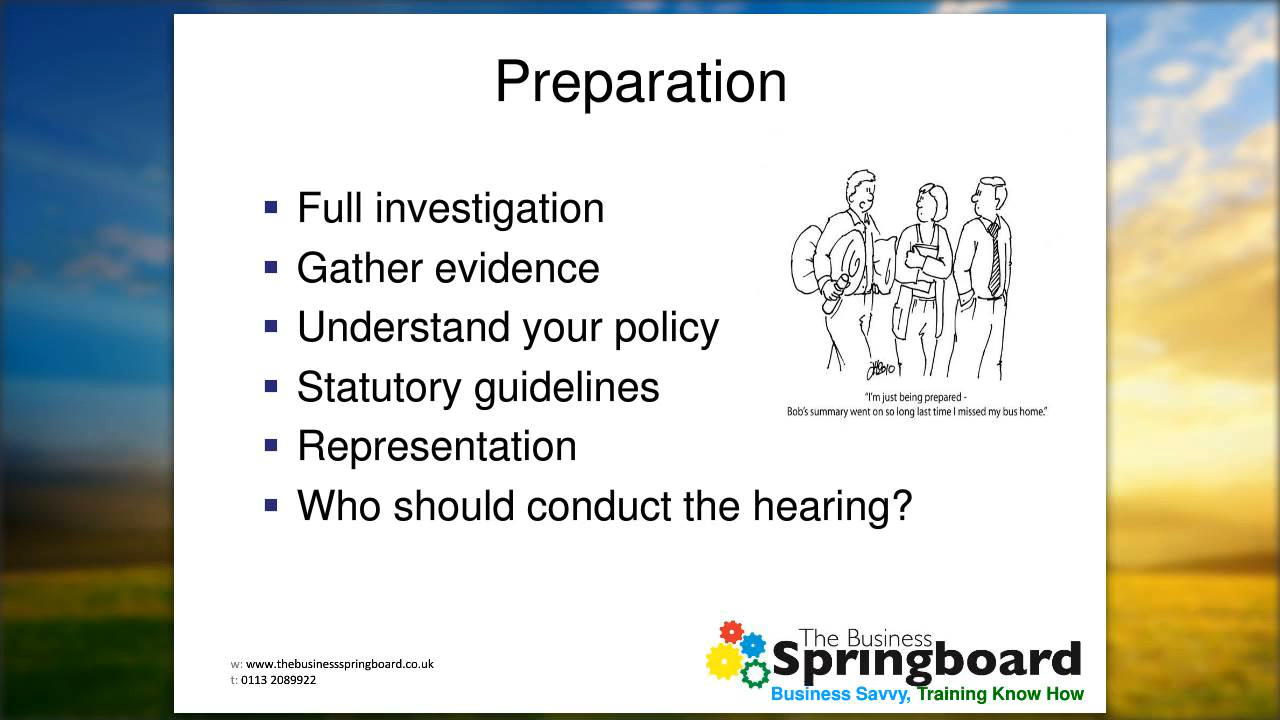 Preparation
▪ Full investigation
▪ Gather evidence
▪ Understand your policy
▪ Statutory guidelines
▪ Representation
▪ Who should conduct the hearing?
"I'm just being prepared -
Bob's summary went on so long last time I missed my bus home."
w: www.thebusinessspringboard.co.uk
t: 0113 2089922
The Business
Springboard
Business Savvy, Training Know How